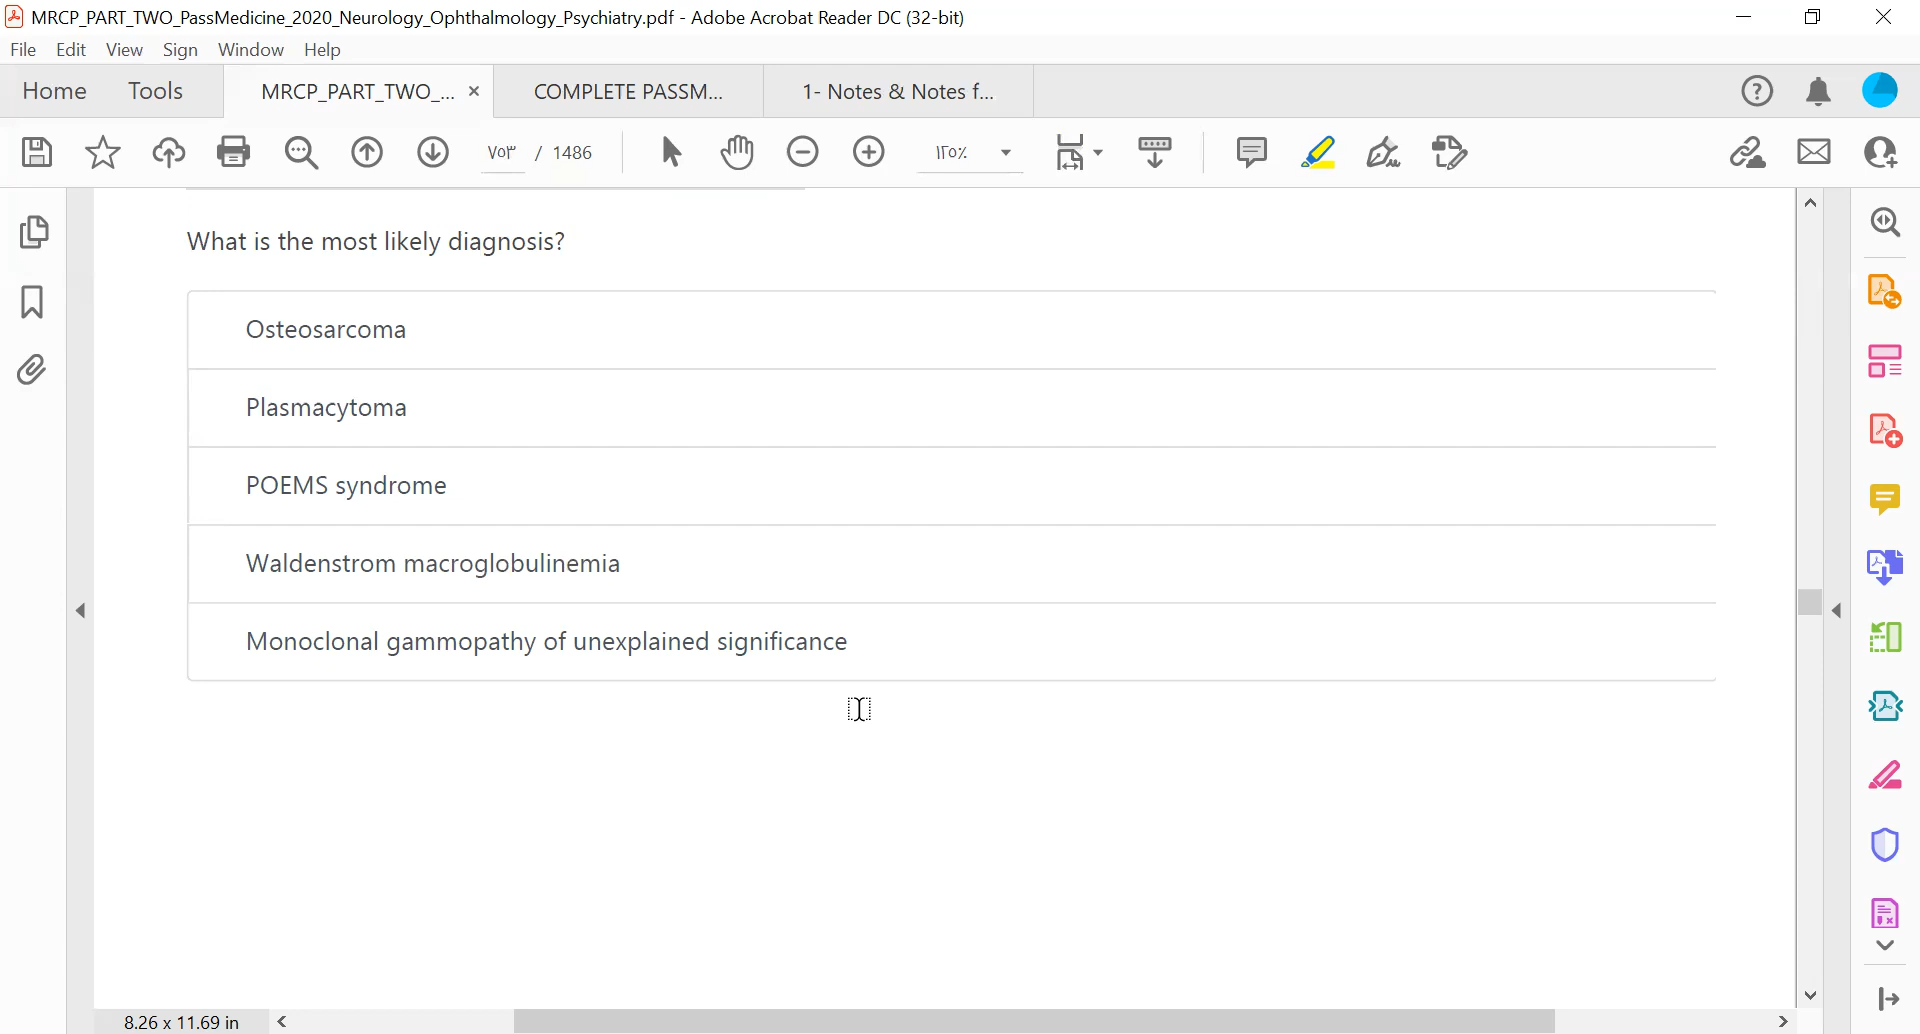 MRCP_PART_TWO_PassMedicine_2020_Neurology_Ophthalmology_Psychiatry.pdf - Adobe Acrobat Reader DC (32-bit)
File Edit View Sign Window Help
Home Tools MRCP_PART_TWO_... × COMPLETE PASSM... 1- Notes & Notes f...
٧٥٣ / 1486 ١٢٥٪
What is the most likely diagnosis?
Osteosarcoma
Plasmacytoma
POEMS syndrome
Waldenstrom macroglobulinemia
Monoclonal gammopathy of unexplained significance
8.26 x 11.69 in